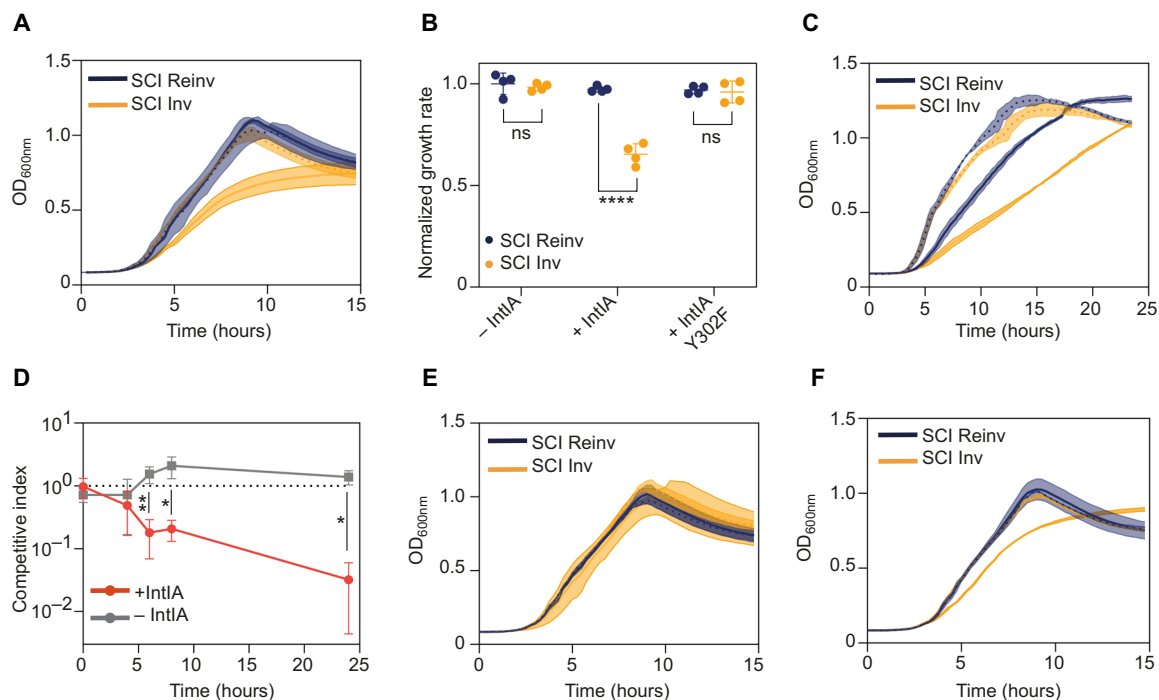 A
1.5
1.0
0.5
0
OD600nm
SCI Reinv
SCI Inv
0 5 10 15
Time (hours)
B
1.0
0.5
0
Normalized growth rate
ns
****
ns
SCI Reinv
SCI Inv
– IntIA
+ IntIA
+ IntIA
Y302F
C
1.5
1.0
0.5
0
OD600nm
SCI Reinv
SCI Inv
0 5 10 15 20 25
Time (hours)
D
10^1
10^0
10^−1
10^−2
Competitive index
**
*
*
+IntIA
– IntIA
0 5 10 15 20 25
Time (hours)
E
1.5
1.0
0.5
0
OD600nm
SCI Reinv
SCI Inv
0 5 10 15
Time (hours)
F
1.5
1.0
0.5
0
OD600nm
SCI Reinv
SCI Inv
0 5 10 15
Time (hours)